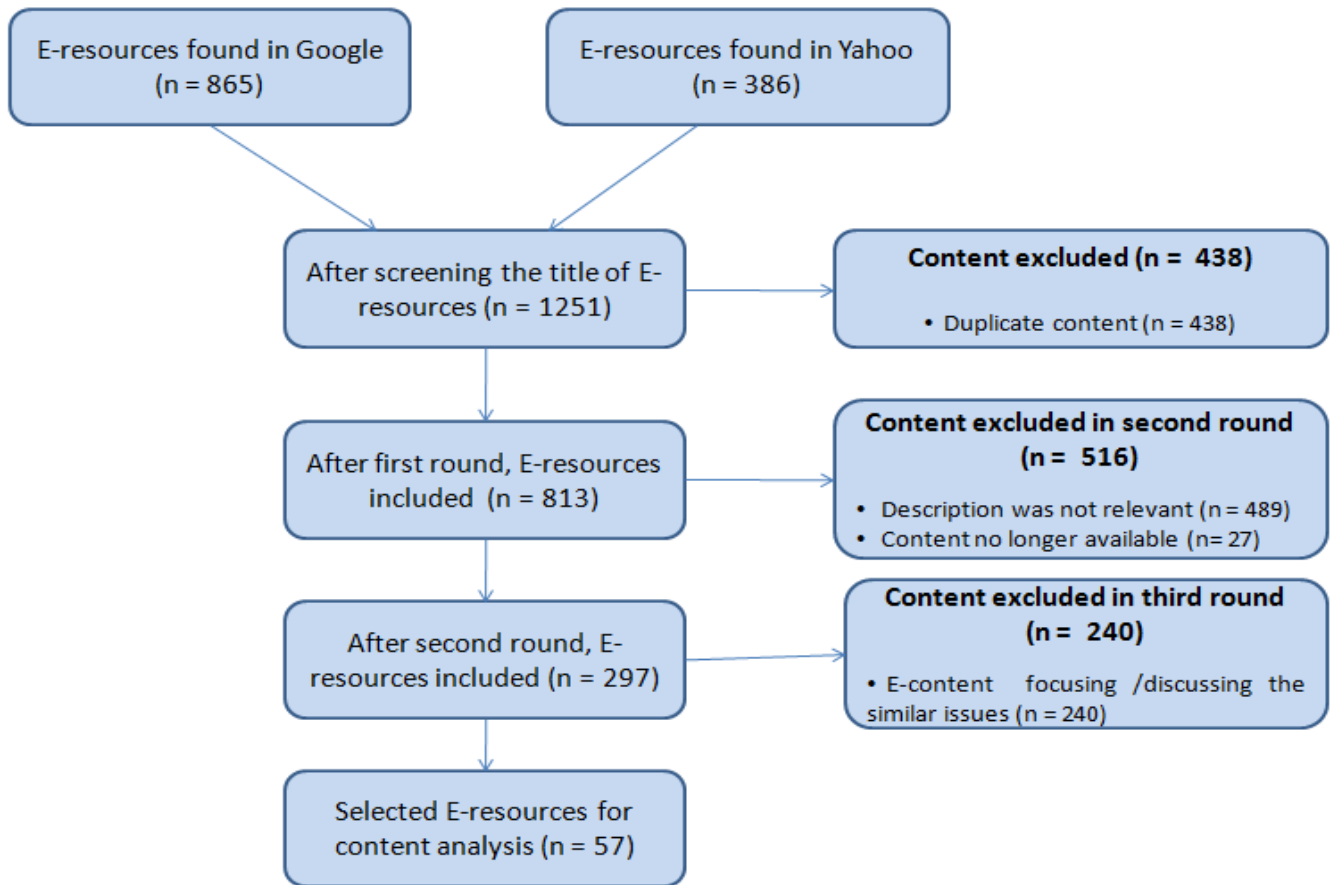 E-resources found in Google
(n = 865)
E-resources found in Yahoo
(n = 386)
After screening the title of E-
resources (n = 1251)
Content excluded (n =  438)
• Duplicate content (n = 438)
After first round, E-resources
included  (n = 813)
Content excluded in second round
(n =  516)
• Description was not relevant (n = 489)
• Content no longer available (n= 27)
After second round, E-
resources included (n = 297)
Content excluded in third round
(n =  240)
• E-content focusing /discussing the
similar issues (n = 240)
Selected E-resources for
content analysis (n = 57)